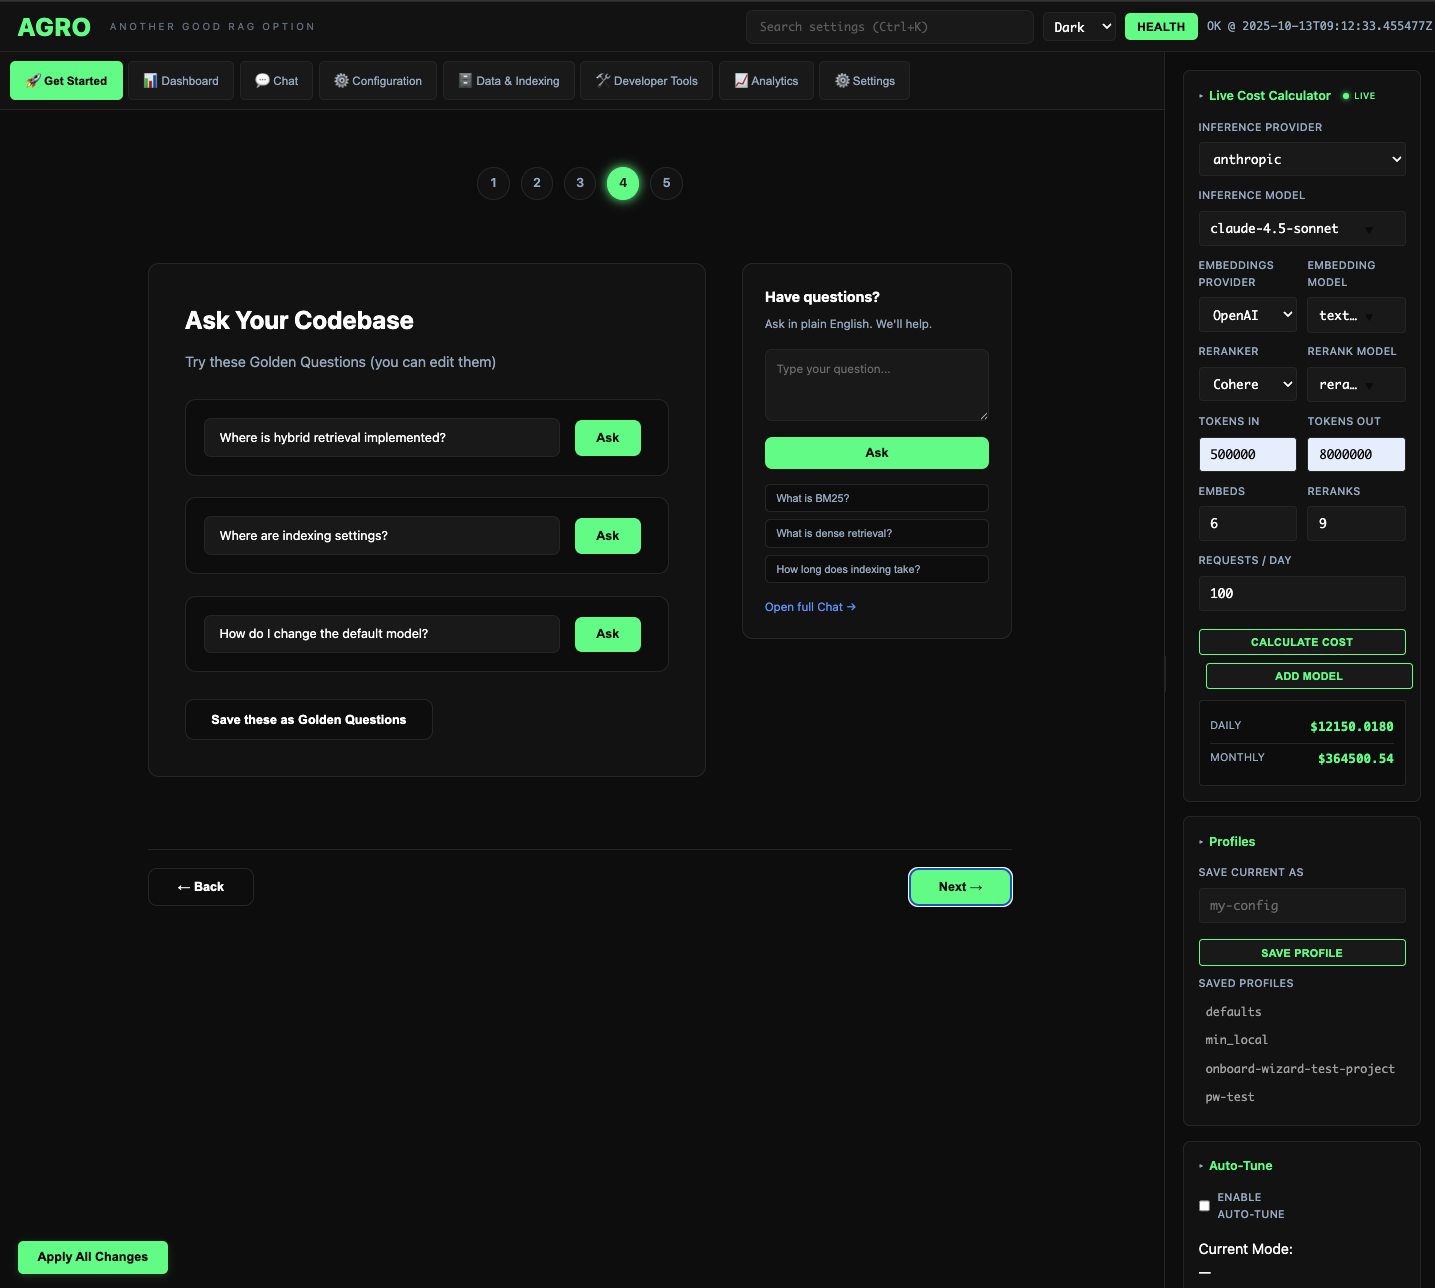 AGRO
ANOTHER GOOD RAG OPTION
Search settings (Ctrl+K)
Dark
HEALTH
OK @ 2025-10-13T09:12:33.455477Z
🚀 Get Started
📊 Dashboard
💬 Chat
⚙️ Configuration
🗄️ Data & Indexing
🛠️ Developer Tools
📈 Analytics
⚙️ Settings
1
2
3
4
5
Ask Your Codebase
Try these Golden Questions (you can edit them)
Where is hybrid retrieval implemented?
Ask
Where are indexing settings?
Ask
How do I change the default model?
Ask
Save these as Golden Questions
Have questions?
Ask in plain English. We'll help.
Type your question...
Ask
What is BM25?
What is dense retrieval?
How long does indexing take?
Open full Chat →
← Back
Next →
Apply All Changes
Live Cost Calculator
LIVE
INFERENCE PROVIDER
anthropic
INFERENCE MODEL
claude-4.5-sonnet
EMBEDDINGS PROVIDER
EMBEDDING MODEL
OpenAI
text…
RERANKER
RERANK MODEL
Cohere
rera…
TOKENS IN
TOKENS OUT
500000
8000000
EMBEDS
RERANKS
6
9
REQUESTS / DAY
100
CALCULATE COST
ADD MODEL
DAILY
$12150.0180
MONTHLY
$364500.54
Profiles
SAVE CURRENT AS
my-config
SAVE PROFILE
SAVED PROFILES
defaults
min_local
onboard-wizard-test-project
pw-test
Auto-Tune
ENABLE
AUTO-TUNE
Current Mode:
—